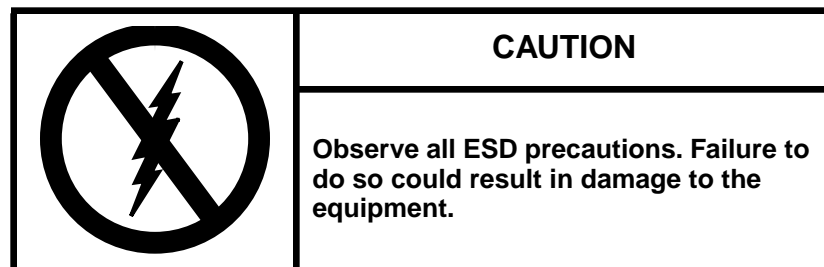 CAUTION
Observe all ESD precautions. Failure to
do so could result in damage to the
equipment.